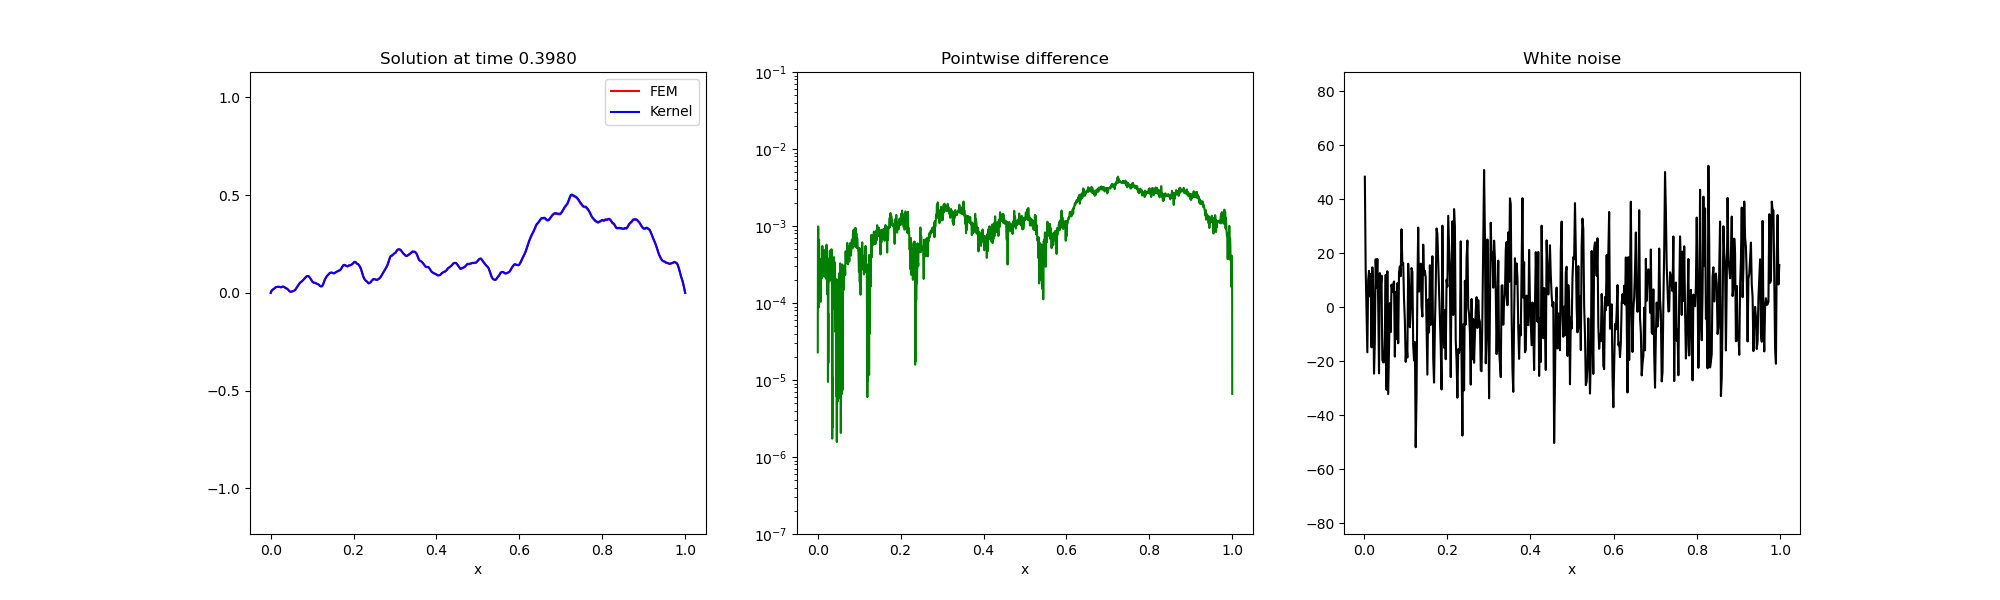 Solution at time 0.3980
1.0
0.5
0.0
−0.5
−1.0
0.0 0.2 0.4 0.6 0.8 1.0
x
FEM
Kernel
Pointwise difference
10⁻¹
10⁻²
10⁻³
10⁻⁴
10⁻⁵
10⁻⁶
10⁻⁷
0.0 0.2 0.4 0.6 0.8 1.0
x
White noise
80
60
40
20
0
−20
−40
−60
−80
0.0 0.2 0.4 0.6 0.8 1.0
x